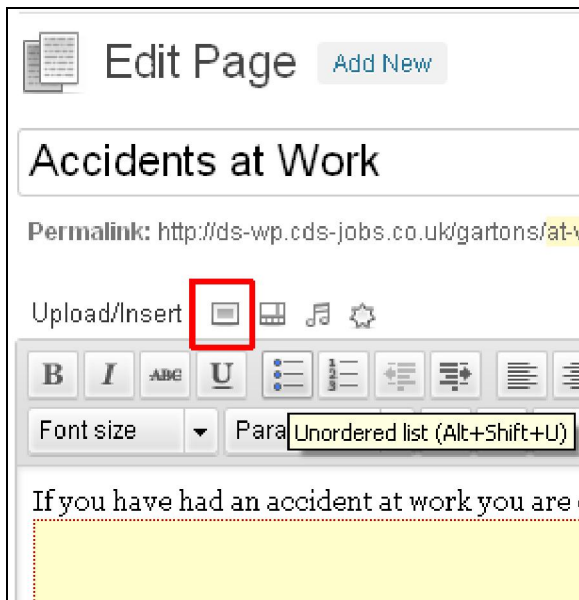 Edit Page Add New
Accidents at Work
Permalink: http://ds-wp.cds-jobs.co.uk/gartons/at-
Upload/Insert
B I ABC U
Font size Para Unordered list (Alt+Shift+U)
If you have had an accident at work you are